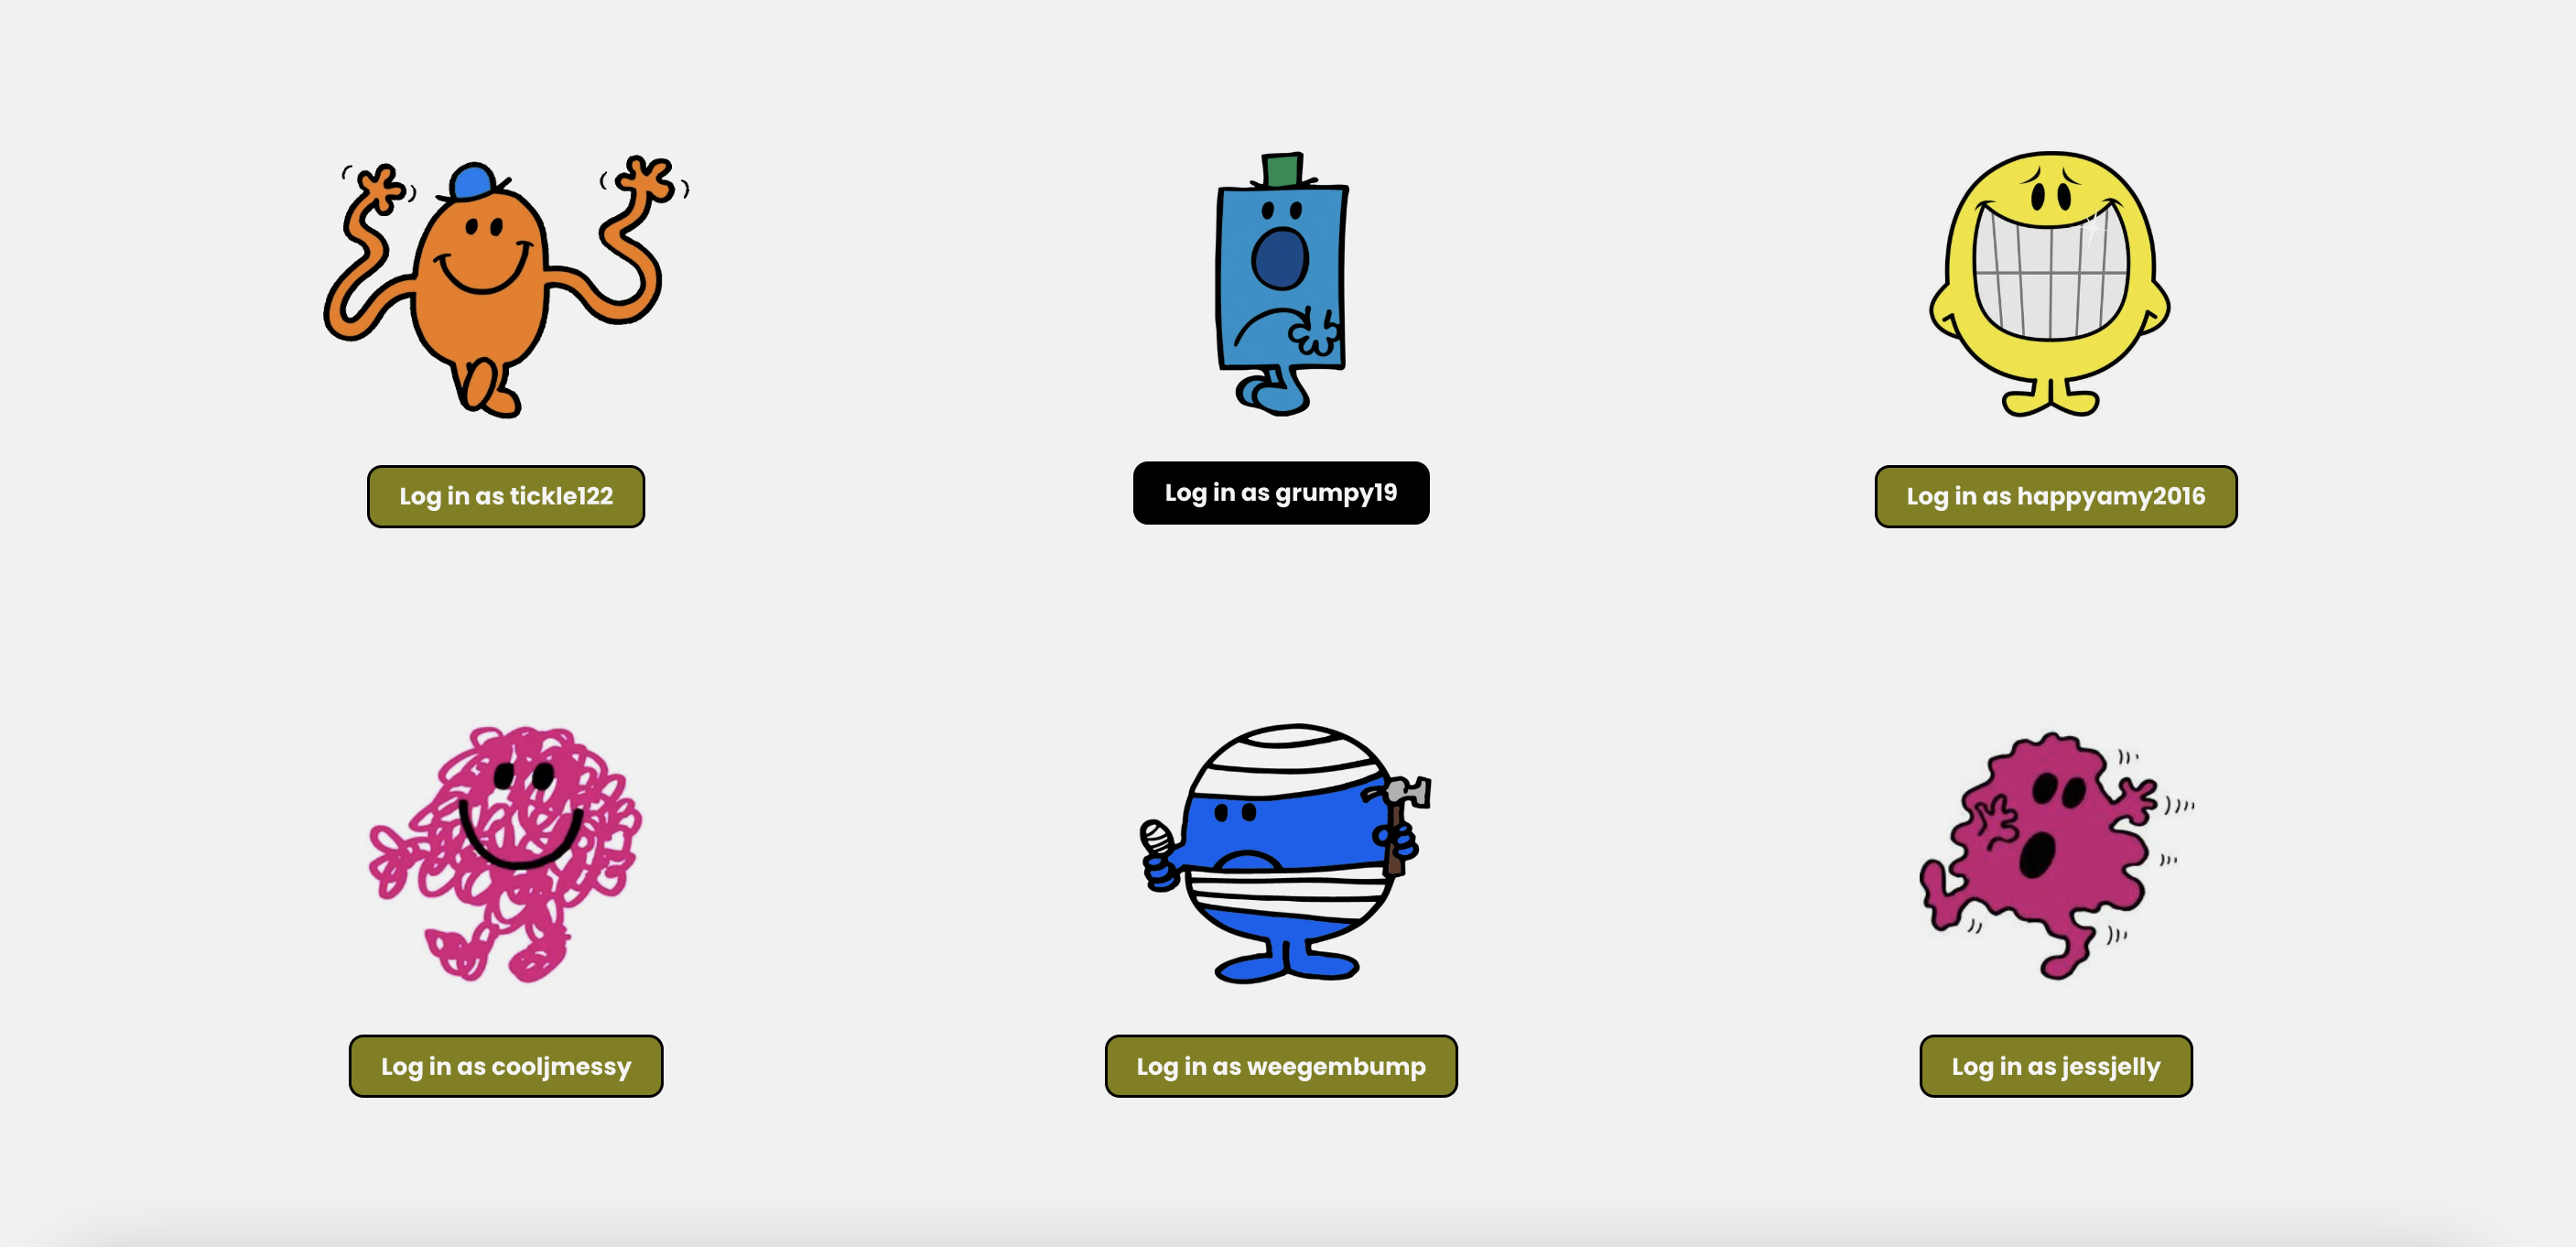 Log in as tickle122
Log in as grumpy19
Log in as happyamy2016
Log in as cooljmessy
Log in as weegembump
Log in as jessjelly